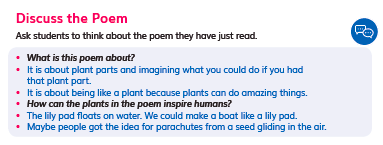 Discuss the Poem
Ask students to think about the poem they have just read.
• What is this poem about?
• It is about plant parts and imagining what you could do if you had
that plant part.
• It is about being like a plant because plants can do amazing things.
• How can the plants in the poem inspire humans?
• The lily pad floats on water. We could make a boat like a lily pad.
• Maybe people got the idea for parachutes from a seed gliding in the air.